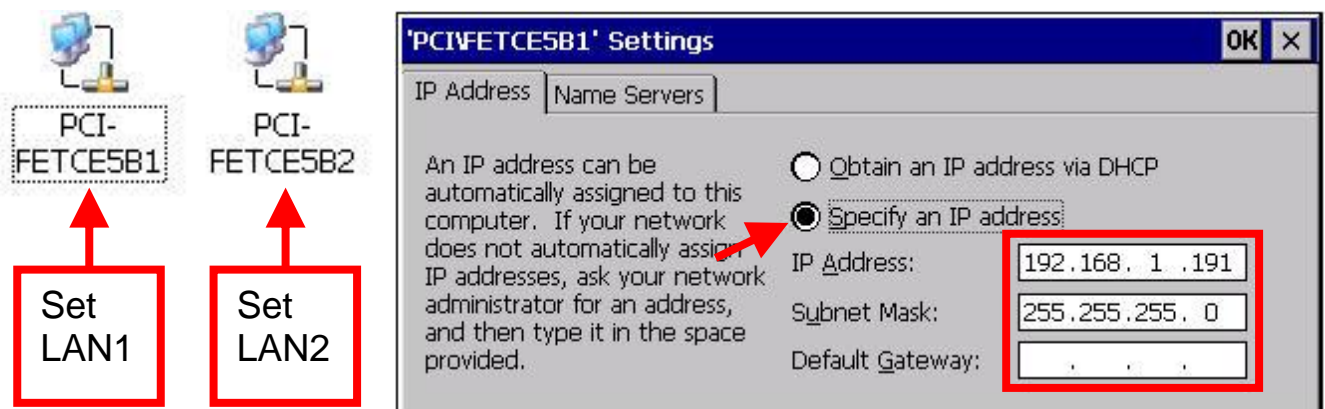 PCI-
FETCE5B1
PCI-
FETCE5B2
Set
LAN1
Set
LAN2
'PCI\FETCE5B1' Settings
OK ×
IP Address
Name Servers
An IP address can be
automatically assigned to this
computer. If your network
does not automatically assign
IP addresses, ask your network
administrator for an address,
and then type it in the space
provided.
Obtain an IP address via DHCP
Specify an IP address
IP Address: 192.168. 1 .191
Subnet Mask: 255.255.255. 0
Default Gateway: . . .